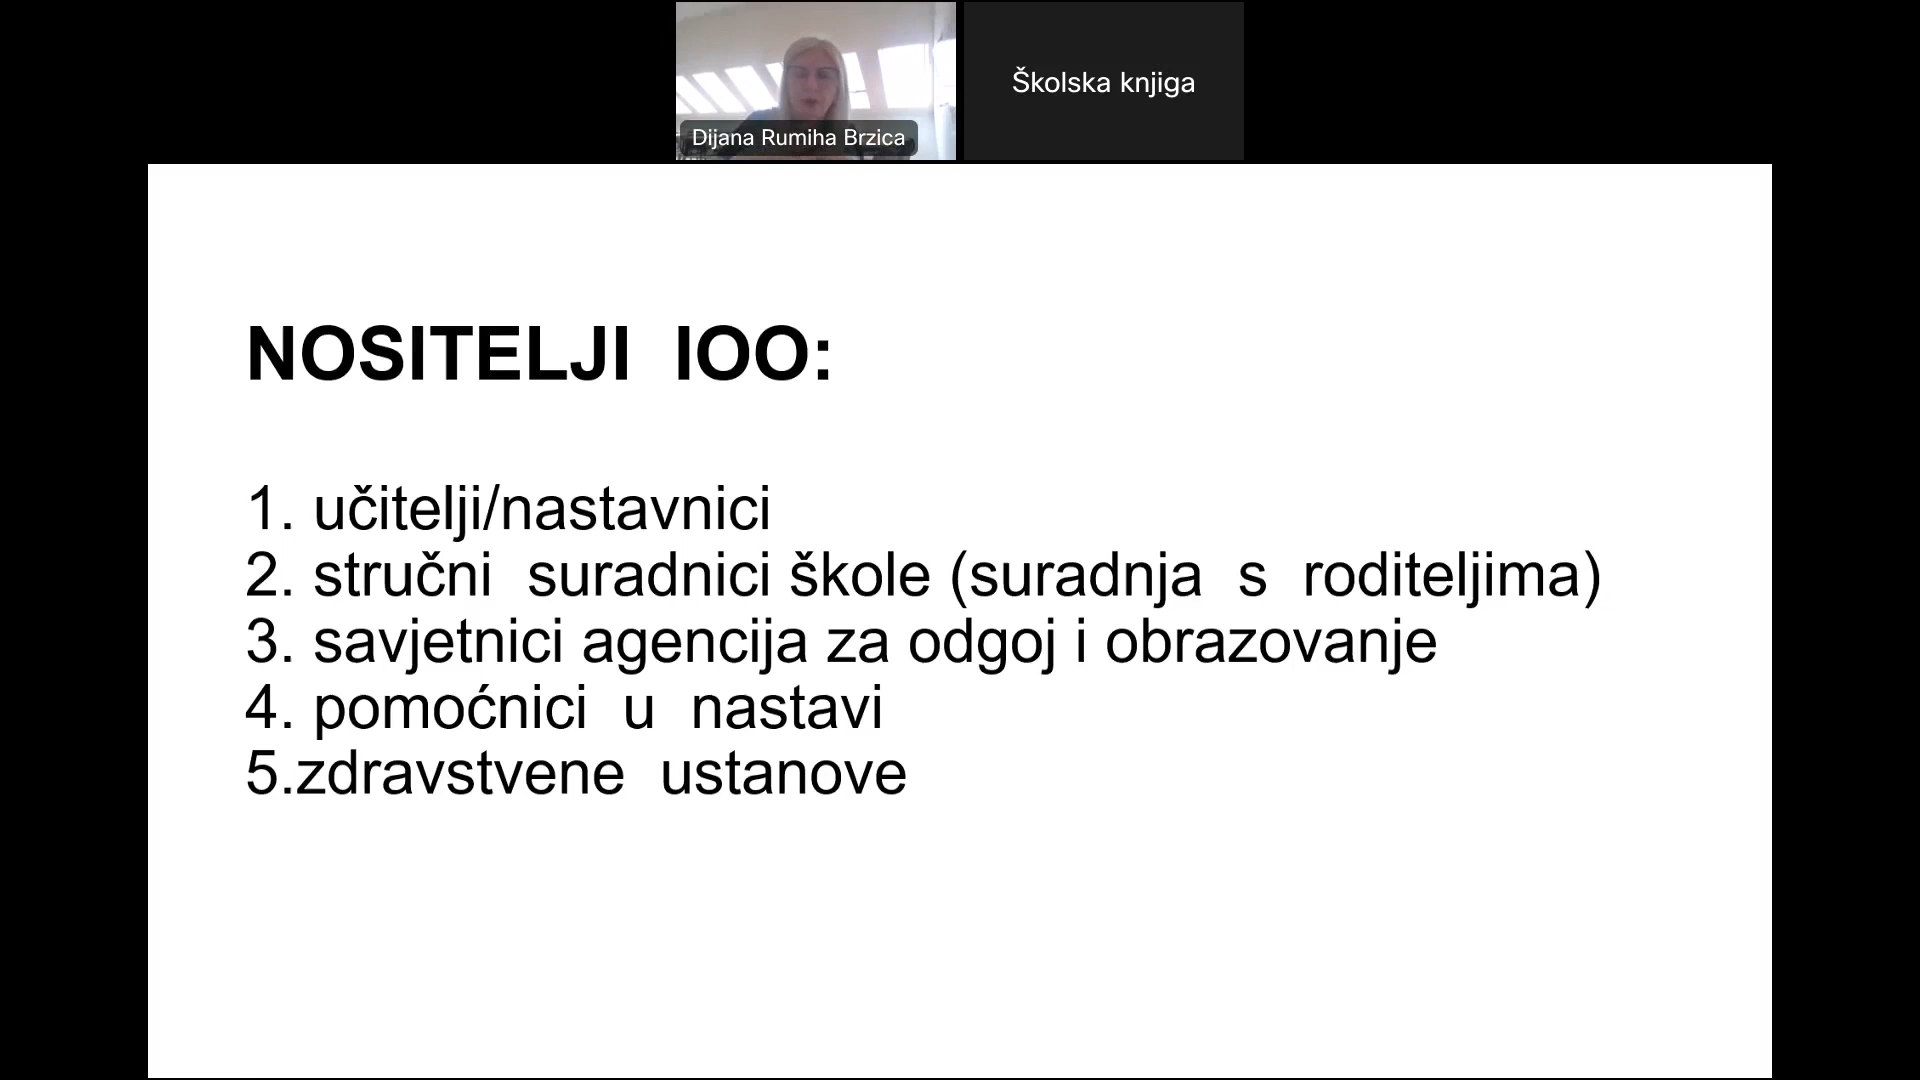 Dijana Rumiha Brzica
Školska knjiga
NOSITELJI IOO:
1. učitelji/nastavnici
2. stručni suradnici škole (suradnja s roditeljima)
3. savjetnici agencija za odgoj i obrazovanje
4. pomoćnici u nastavi
5.zdravstvene ustanove